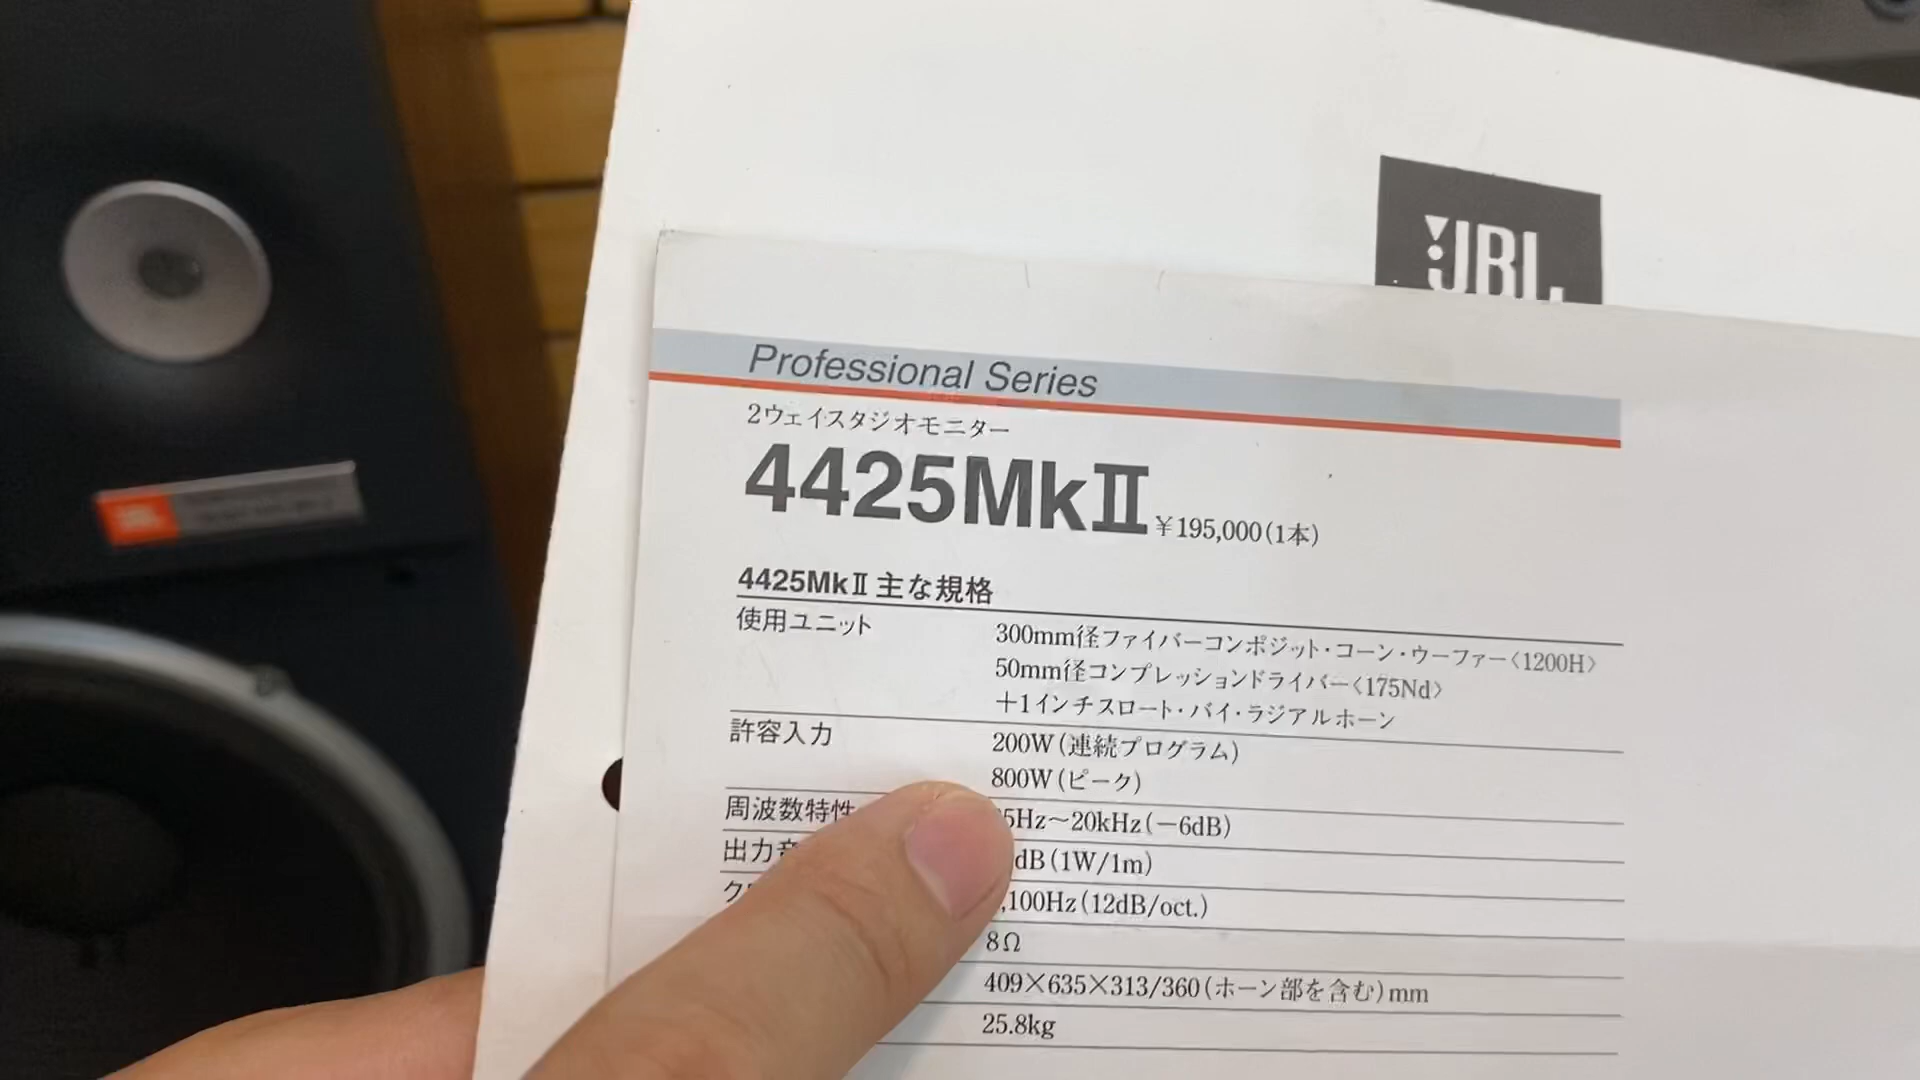 JBL
Professional Series
2ウェイスタジオモニター
4425MkⅡ ¥195,000(1本)
4425MkⅡ 主な規格
使用ユニット 300mm径ファイバーコンポジット・コーン・ウーファー〈1200H〉
50mm径コンプレッションドライバー〈175Nd〉
+1インチスロート・バイ・ラジアルホーン
許容入力 200W(連続プログラム)
800W(ピーク)
周波数特性 5Hz~20kHz(-6dB)
出力音 dB(1W/1m)
ク ,100Hz(12dB/oct.)
8Ω
409×635×313/360(ホーン部を含む)mm
25.8kg